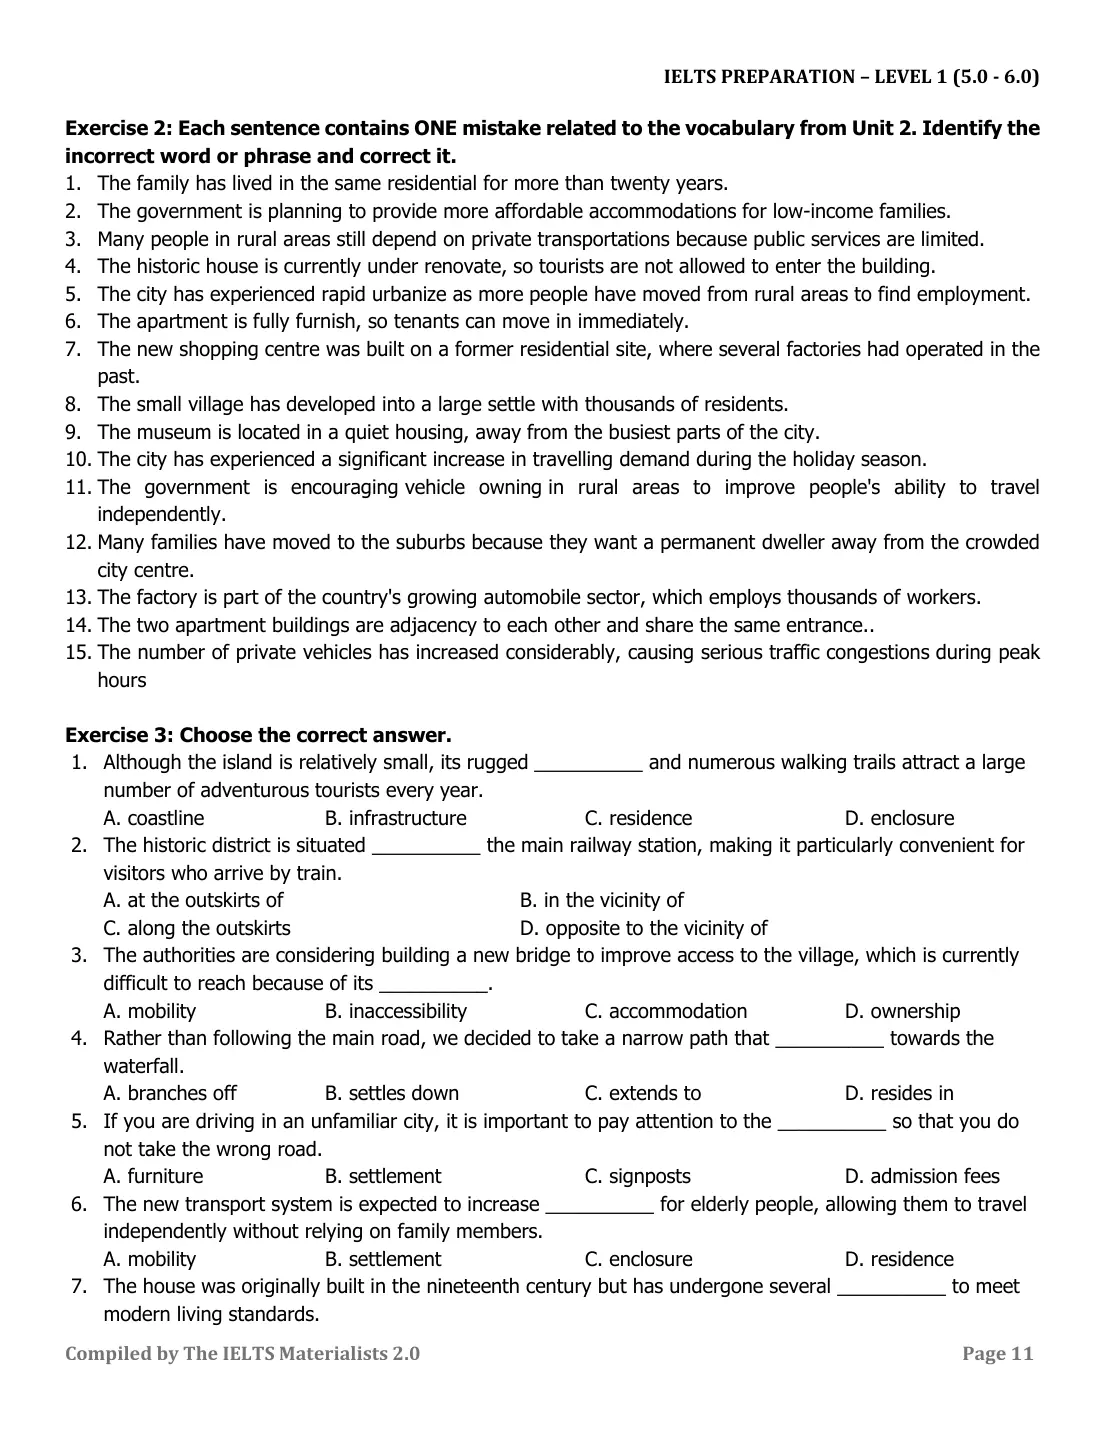 IELTS PREPARATION – LEVEL 1 (5.0 - 6.0)
Exercise 2: Each sentence contains ONE mistake related to the vocabulary from Unit 2. Identify the
incorrect word or phrase and correct it.
1. The family has lived in the same residential for more than twenty years.
2. The government is planning to provide more affordable accommodations for low-income families.
3. Many people in rural areas still depend on private transportations because public services are limited.
4. The historic house is currently under renovate, so tourists are not allowed to enter the building.
5. The city has experienced rapid urbanize as more people have moved from rural areas to find employment.
6. The apartment is fully furnish, so tenants can move in immediately.
7. The new shopping centre was built on a former residential site, where several factories had operated in the
past.
8. The small village has developed into a large settle with thousands of residents.
9. The museum is located in a quiet housing, away from the busiest parts of the city.
10. The city has experienced a significant increase in travelling demand during the holiday season.
11. The government is encouraging vehicle owning in rural areas to improve people's ability to travel
independently.
12. Many families have moved to the suburbs because they want a permanent dweller away from the crowded
city centre.
13. The factory is part of the country's growing automobile sector, which employs thousands of workers.
14. The two apartment buildings are adjacency to each other and share the same entrance..
15. The number of private vehicles has increased considerably, causing serious traffic congestions during peak
hours
Exercise 3: Choose the correct answer.
1. Although the island is relatively small, its rugged __________ and numerous walking trails attract a large
number of adventurous tourists every year.
A. coastline B. infrastructure C. residence D. enclosure
2. The historic district is situated __________ the main railway station, making it particularly convenient for
visitors who arrive by train.
A. at the outskirts of B. in the vicinity of
C. along the outskirts D. opposite to the vicinity of
3. The authorities are considering building a new bridge to improve access to the village, which is currently
difficult to reach because of its __________.
A. mobility B. inaccessibility C. accommodation D. ownership
4. Rather than following the main road, we decided to take a narrow path that __________ towards the
waterfall.
A. branches off B. settles down C. extends to D. resides in
5. If you are driving in an unfamiliar city, it is important to pay attention to the __________ so that you do
not take the wrong road.
A. furniture B. settlement C. signposts D. admission fees
6. The new transport system is expected to increase __________ for elderly people, allowing them to travel
independently without relying on family members.
A. mobility B. settlement C. enclosure D. residence
7. The house was originally built in the nineteenth century but has undergone several __________ to meet
modern living standards.
Compiled by The IELTS Materialists 2.0 Page 11